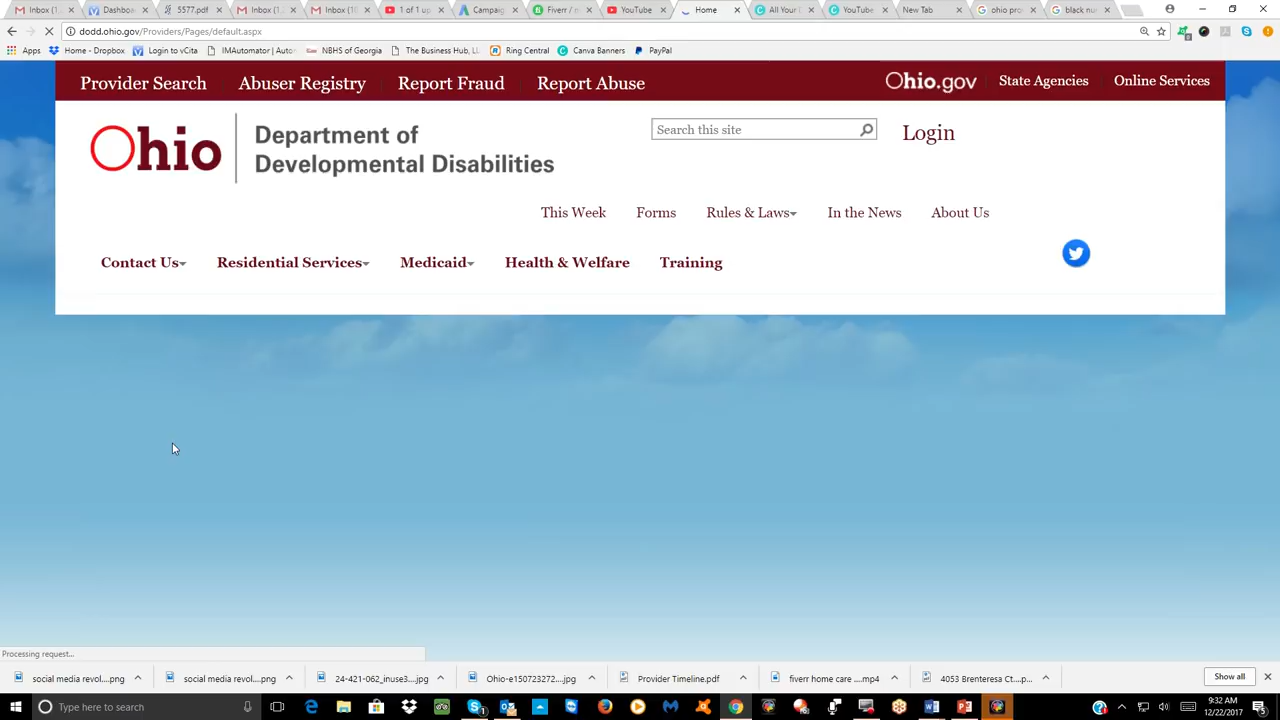 Inbox (1,
Dashboa
5577.pdf
Inbox (1
Inbox (10
1 of 1 up
Campaig
Fiverr / e
YouTube
Home
All Your D
YouTube
New Tab
ohio pro
black nu
dodd.ohio.gov/Providers/Pages/default.aspx
Apps
Home - Dropbox
Login to vCita
IMAutomator | Auton
NBHS of Georgia
The Business Hub, LL
Ring Central
Canva Banners
PayPal
Provider Search
Abuser Registry
Report Fraud
Report Abuse
Ohio.gov
State Agencies
Online Services
Ohio
Department of
Developmental Disabilities
Search this site
Login
This Week
Forms
Rules & Laws
In the News
About Us
Contact Us
Residential Services
Medicaid
Health & Welfare
Training
Processing request...
social media revol....png
social media revol....png
24-421-062_inuse3....jpg
Ohio-e150723272....jpg
Provider Timeline.pdf
fiverr home care ....mp4
4053 Brenteresa Ct....png
Show all
Type here to search
9:32 AM
12/22/2017